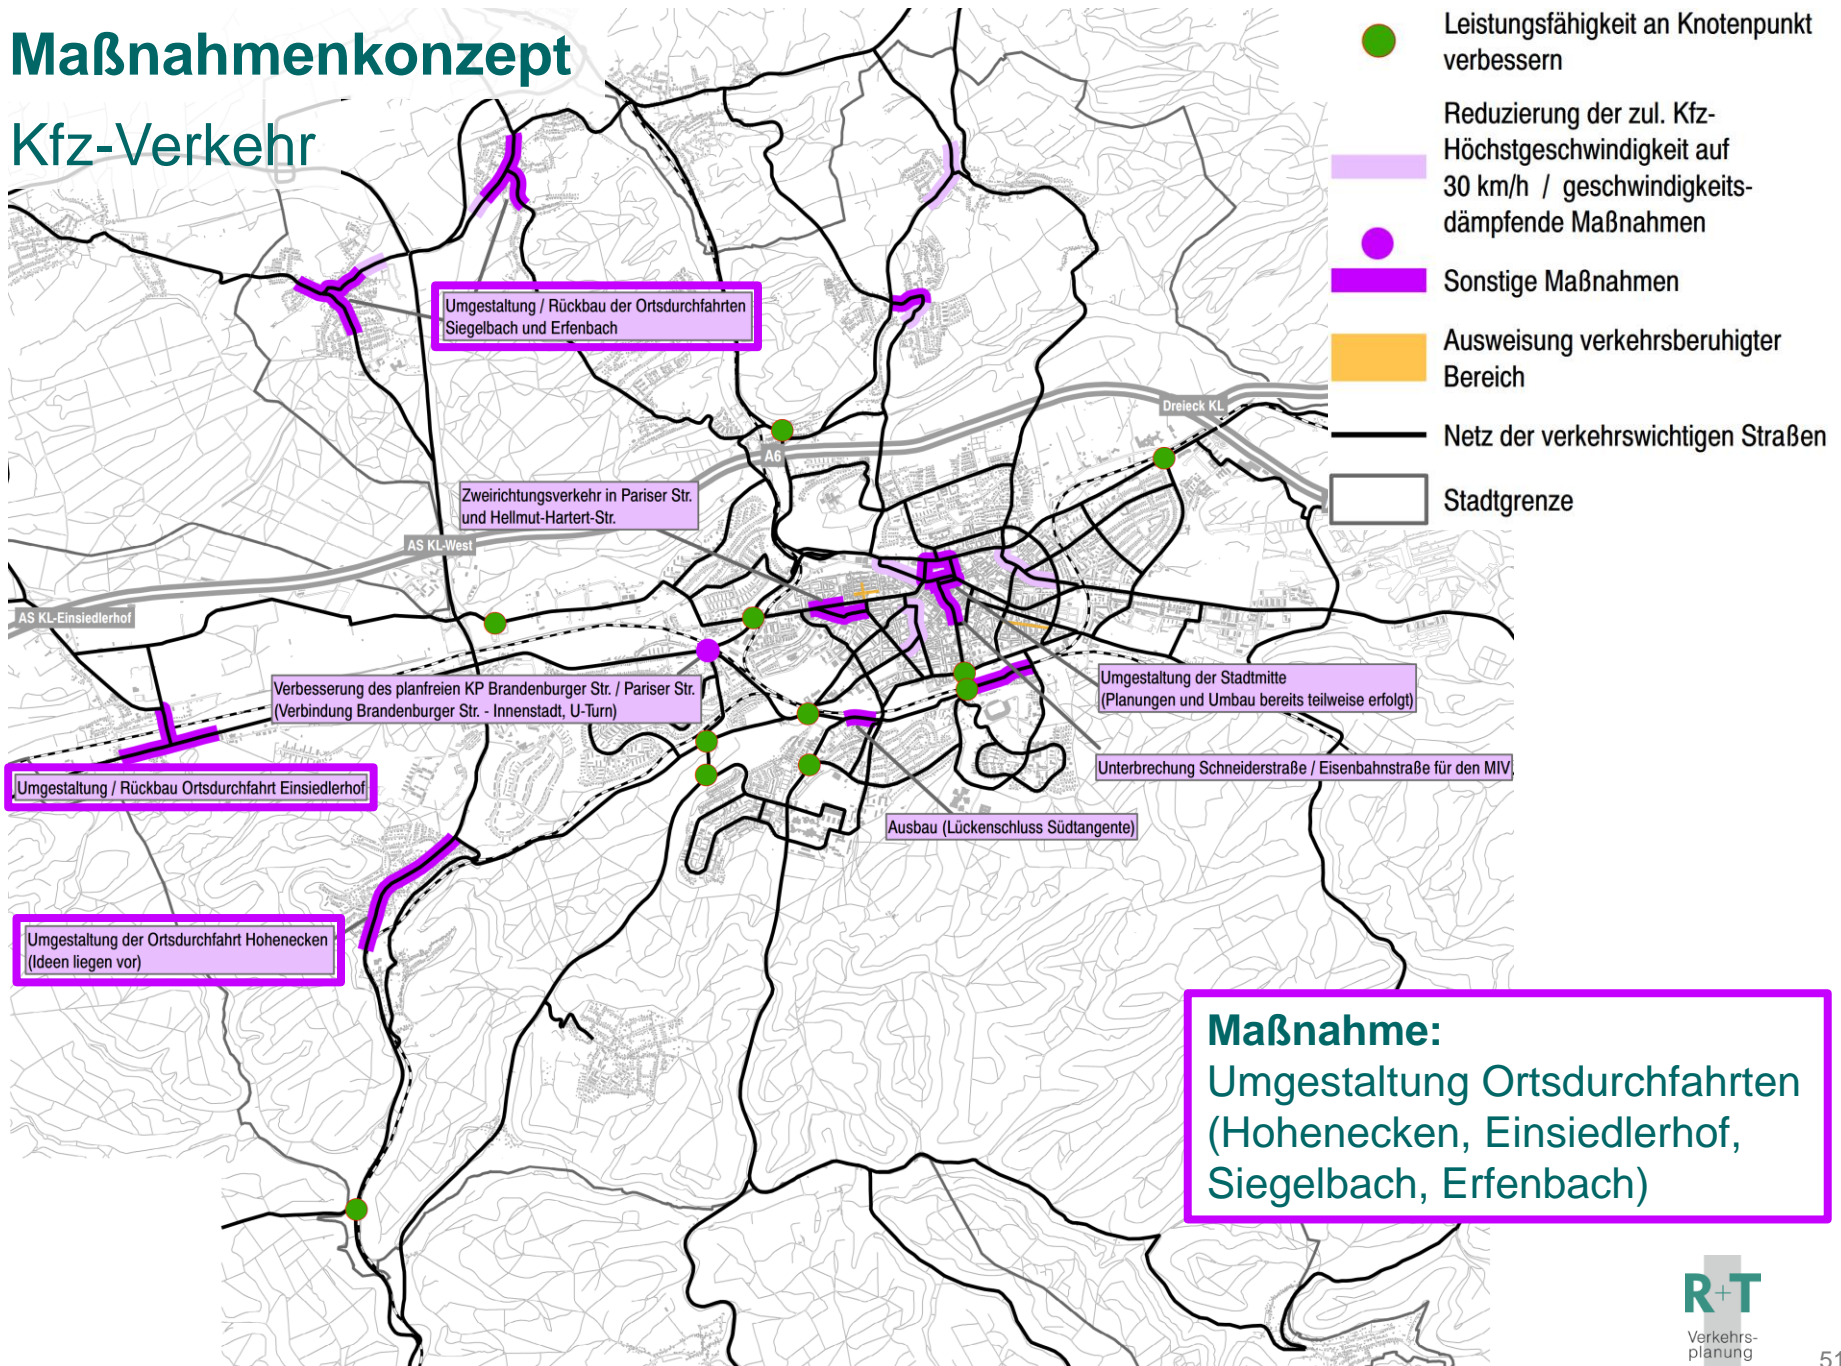 Maßnahmenkonzept
Kfz-Verkehr
Leistungsfähigkeit an Knotenpunkt
verbessern
Reduzierung der zul. Kfz-
Höchstgeschwindigkeit auf
30 km/h / geschwindigkeits-
dämpfende Maßnahmen
Sonstige Maßnahmen
Ausweisung verkehrsberuhigter
Bereich
Netz der verkehrswichtigen Straßen
Stadtgrenze
Umgestaltung / Rückbau der Ortsdurchfahrten
Siegelbach und Erfenbach
Dreieck KL
A6
Zweirichtungsverkehr in Pariser Str.
und Hellmut-Hartert-Str.
AS KL-West
AS KL-Einsiedlerhof
Verbesserung des planfreien KP Brandenburger Str. / Pariser Str.
(Verbindung Brandenburger Str. - Innenstadt, U-Turn)
Umgestaltung der Stadtmitte
(Planungen und Umbau bereits teilweise erfolgt)
Unterbrechung Schneiderstraße / Eisenbahnstraße für den MIV
Umgestaltung / Rückbau Ortsdurchfahrt Einsiedlerhof
Ausbau (Lückenschluss Südtangente)
Umgestaltung der Ortsdurchfahrt Hohenecken
(Ideen liegen vor)
Maßnahme:
Umgestaltung Ortsdurchfahrten
(Hohenecken, Einsiedlerhof,
Siegelbach, Erfenbach)
R+T
Verkehrs-
planung
51